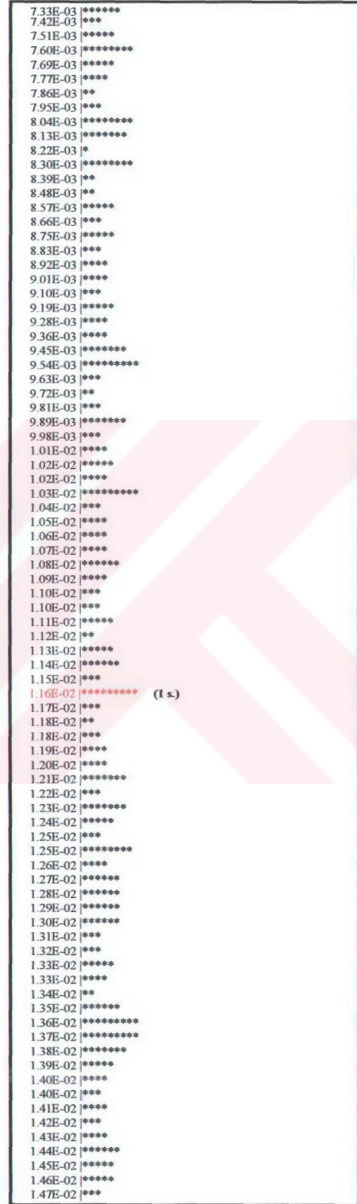 7.33E-03 |******
7.42E-03 |***
7.51E-03 |*****
7.60E-03 |********
7.69E-03 |*****
7.77E-03 |****
7.86E-03 |**
7.95E-03 |***
8.04E-03 |********
8.13E-03 |*******
8.22E-03 |*
8.30E-03 |********
8.39E-03 |**
8.48E-03 |**
8.57E-03 |*****
8.66E-03 |***
8.75E-03 |*****
8.83E-03 |***
8.92E-03 |****
9.01E-03 |****
9.10E-03 |***
9.19E-03 |*****
9.28E-03 |****
9.36E-03 |****
9.45E-03 |*******
9.54E-03 |*********
9.63E-03 |***
9.72E-03 |**
9.81E-03 |***
9.89E-03 |*******
9.98E-03 |***
1.01E-02 |****
1.02E-02 |*****
1.02E-02 |****
1.03E-02 |*********
1.04E-02 |***
1.05E-02 |****
1.06E-02 |****
1.07E-02 |****
1.08E-02 |******
1.09E-02 |****
1.10E-02 |***
1.10E-02 |***
1.11E-02 |*****
1.12E-02 |**
1.13E-02 |*****
1.14E-02 |******
1.15E-02 |***
1.16E-02 |********* (1 s.)
1.17E-02 |***
1.18E-02 |**
1.18E-02 |***
1.19E-02 |****
1.20E-02 |****
1.21E-02 |*******
1.22E-02 |***
1.23E-02 |*******
1.24E-02 |*****
1.25E-02 |***
1.25E-02 |********
1.26E-02 |****
1.27E-02 |******
1.28E-02 |******
1.29E-02 |******
1.30E-02 |******
1.31E-02 |***
1.32E-02 |***
1.33E-02 |*****
1.33E-02 |****
1.34E-02 |**
1.35E-02 |******
1.36E-02 |*********
1.37E-02 |*********
1.38E-02 |*******
1.39E-02 |*****
1.40E-02 |****
1.40E-02 |***
1.41E-02 |****
1.42E-02 |***
1.43E-02 |****
1.44E-02 |******
1.45E-02 |*****
1.46E-02 |*****
1.47E-02 |***